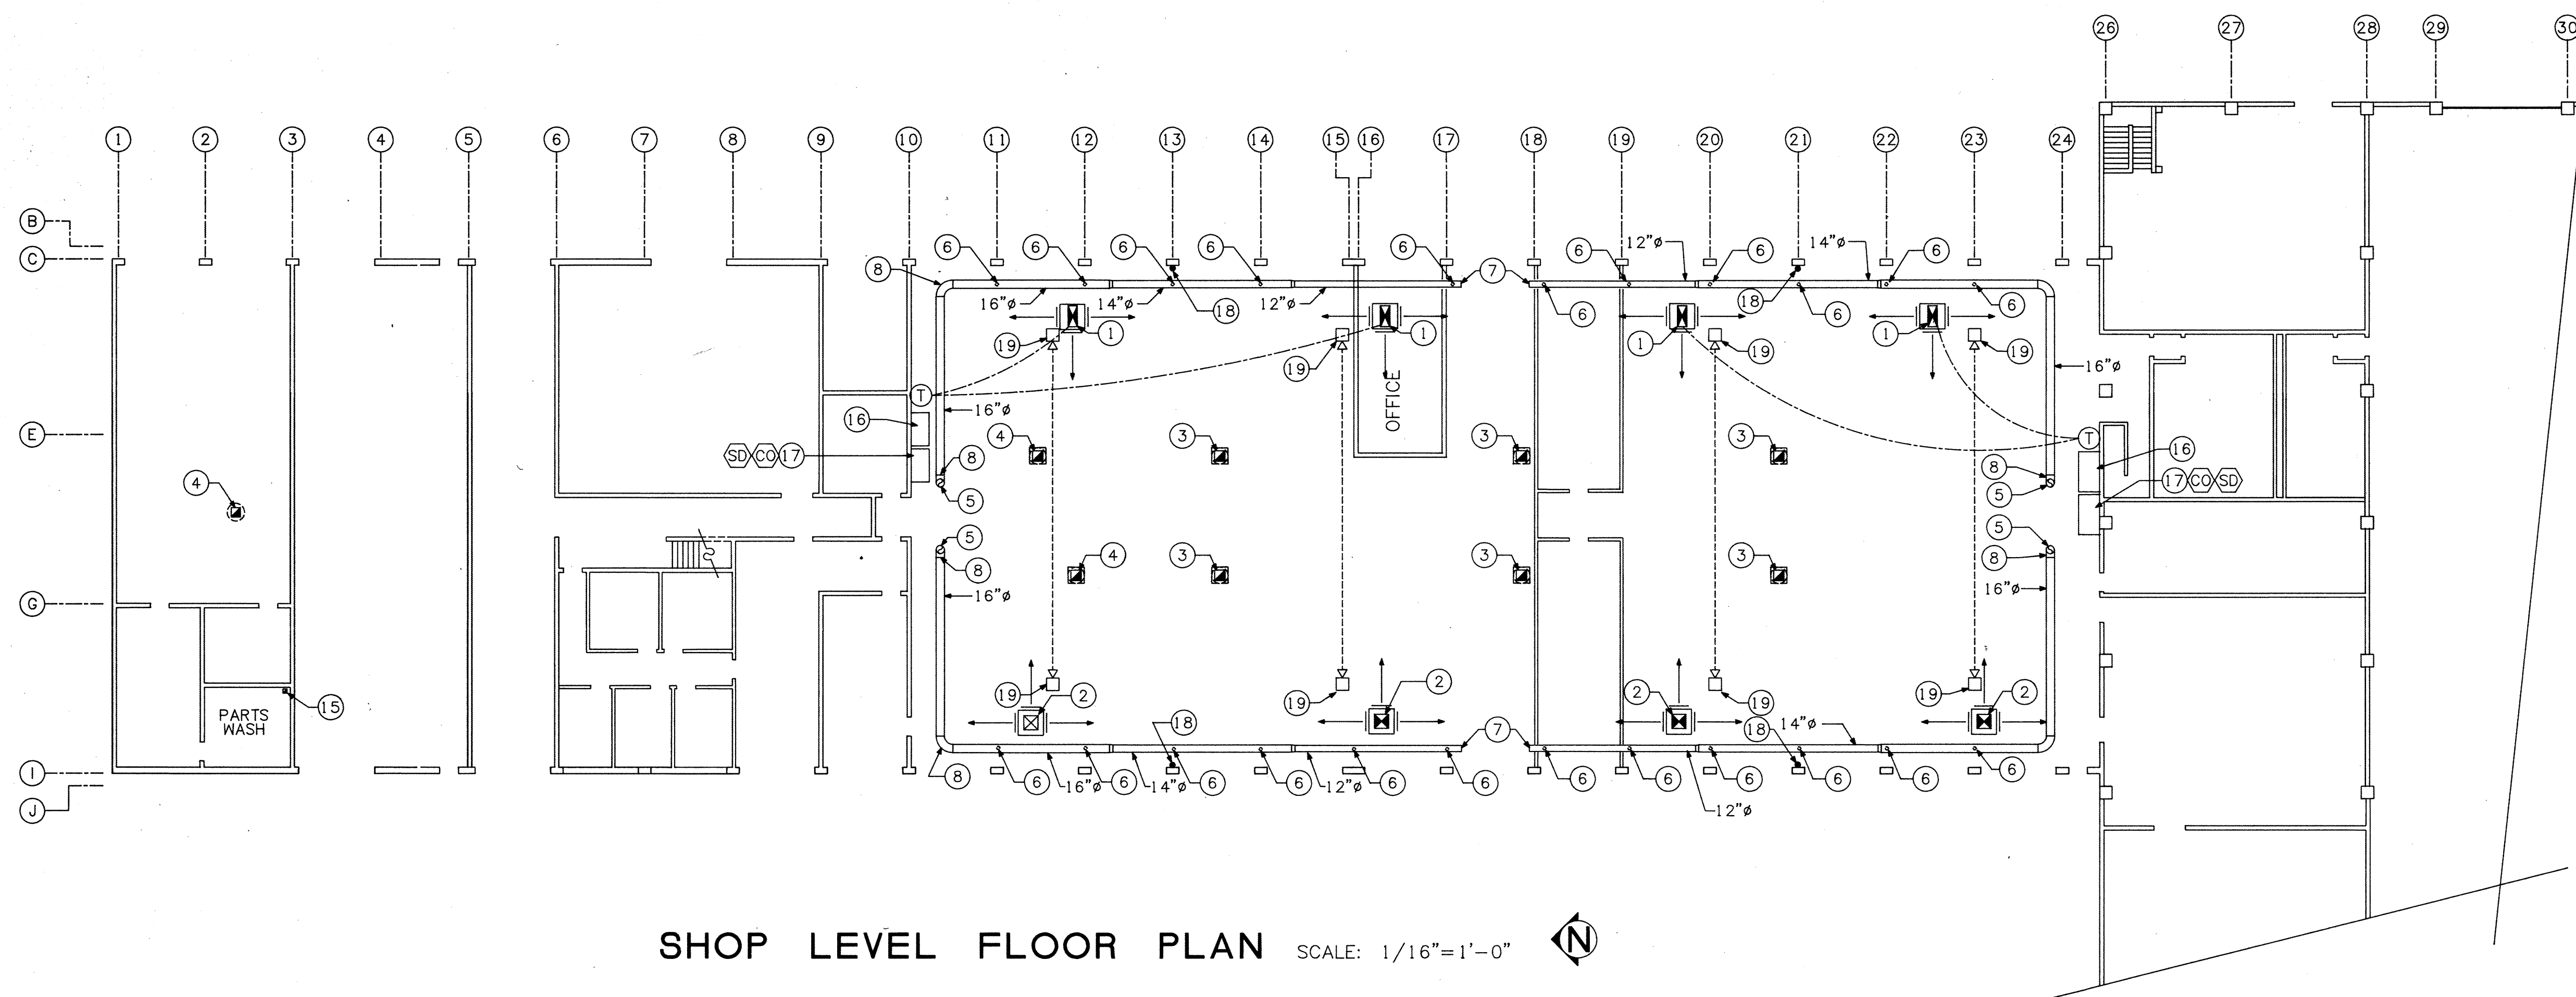 26 27 28 29 30
1 2 3 4 5 6 7 8 9 10 11 12 13 14 15 16 17 18 19 20 21 22 23 24
B
C
6 6 6 6 6 6 12"ø 6 14"ø 6
8 7
16"ø 14"ø 18 12"ø 6 18 6 6
1 1 1 1
19 19 19 19
16"ø
OFFICE
T
16"ø
16
E
4 3 3 3
T
16
SD CO 17
8 8
17 CO SD
4
5 5
5 5
4 3 3 3
8 8
16"ø 16"ø
G
19 2 19 2 2 19 19 2
15
PARTS
WASH
18 18 14"ø
7
I
8 6 16"ø 6 14"ø 6 6 12"ø 6 6 6 6 6 6 6 6
J
12"ø
SHOP LEVEL FLOOR PLAN SCALE: 1/16"=1'-0" N